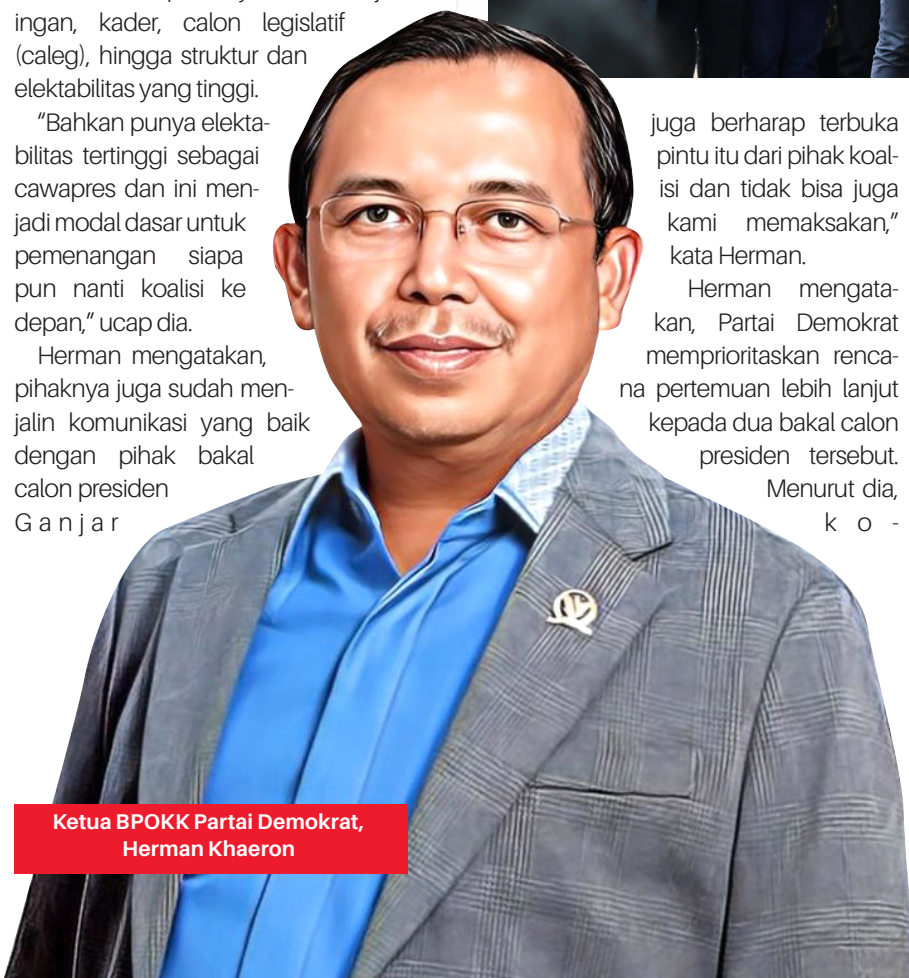 ingan, kader, calon legislatif
(caleg), hingga struktur dan
elektabilitas yang tinggi.
“Bahkan punya elekta-
bilitas tertinggi sebagai
cawapres dan ini men-
jadi modal dasar untuk
pemenangan siapa
pun nanti koalisi ke
depan,” ucap dia.
Herman mengatakan,
pihaknya juga sudah men-
jalin komunikasi yang baik
dengan pihak bakal
calon presiden
Ganjar
juga berharap terbuka
pintu itu dari pihak koal-
isi dan tidak bisa juga
kami memaksakan,”
kata Herman.
Herman mengata-
kan, Partai Demokrat
memprioritaskan renca-
na pertemuan lebih lanjut
kepada dua bakal calon
presiden tersebut.
Menurut dia,
ko-
Ketua BPOKK Partai Demokrat,
Herman Khaeron